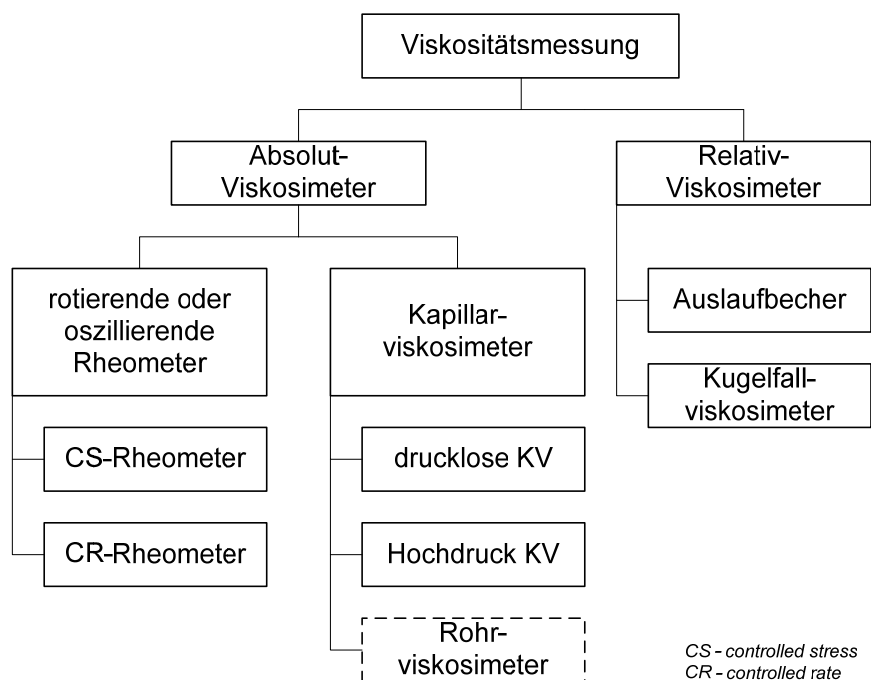 Viskositätsmessung
Absolut-
Viskosimeter
Relativ-
Viskosimeter
rotierende oder
oszillierende
Rheometer
Kapillar-
viskosimeter
Auslaufbecher
Kugelfall-
viskosimeter
CS-Rheometer
drucklose KV
CR-Rheometer
Hochdruck KV
Rohr-
viskosimeter
CS - controlled stress
CR - controlled rate